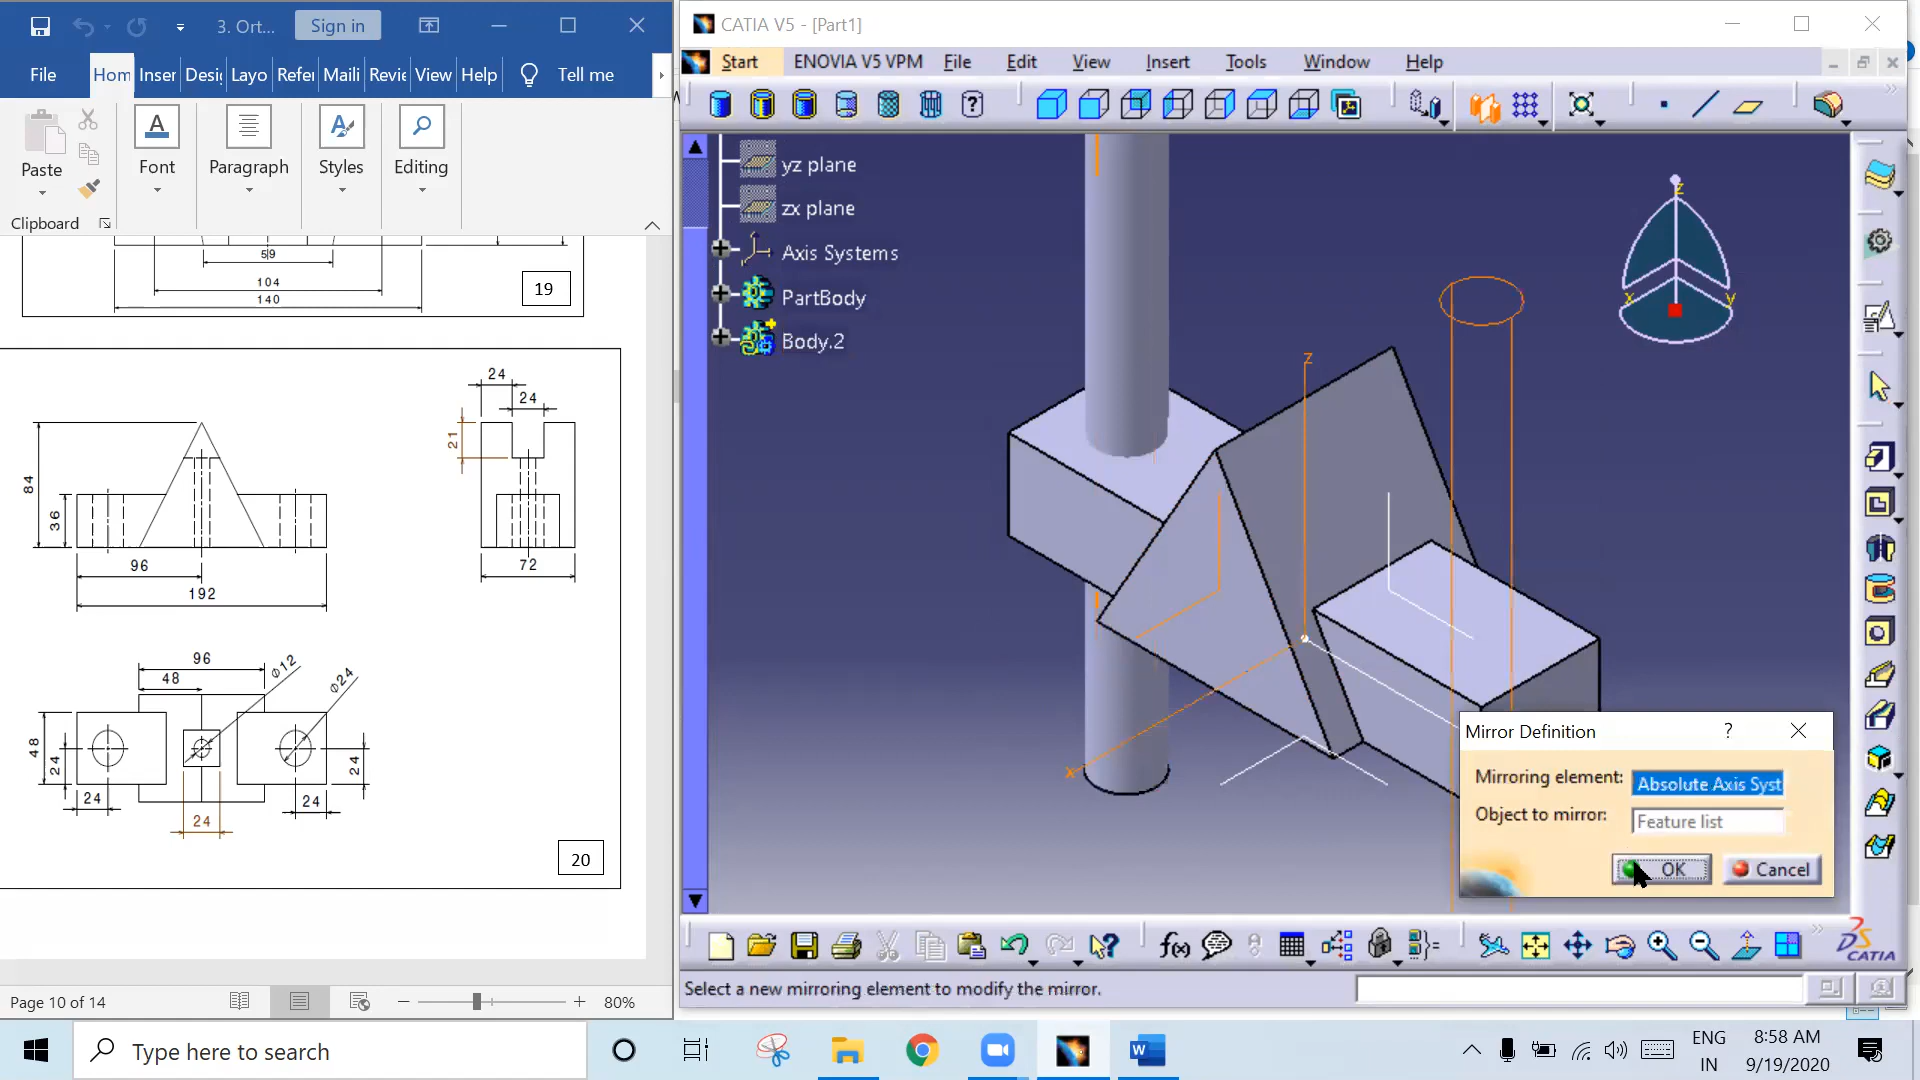 3. Ort...
Sign in
File
Hom
Inser
Desi
Layo
Refer
Maili
Revie
View
Help
Tell me
Paste
Font
Paragraph
Styles
Editing
Clipboard
59
104
140
19
24
24
21
84
36
96
192
72
96
48
Ø12
Ø24
48
24
24
24
24
24
20
Page 10 of 14
80%
CATIA V5 - [Part1]
Start
ENOVIA V5 VPM
File
Edit
View
Insert
Tools
Window
Help
yz plane
zx plane
Axis Systems
PartBody
Body.2
z
x
y
z
x
Mirror Definition
?
Mirroring element:
Absolute Axis Syst
Object to mirror:
Feature list
OK
Cancel
f(x)
CATIA
Select a new mirroring element to modify the mirror.
Type here to search
ENG
IN
8:58 AM
9/19/2020